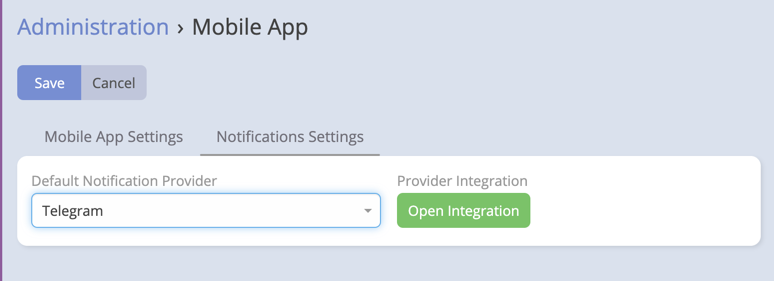 Administration › Mobile App
Save Cancel
Mobile App Settings Notifications Settings
Default Notification Provider Provider Integration
Telegram Open Integration